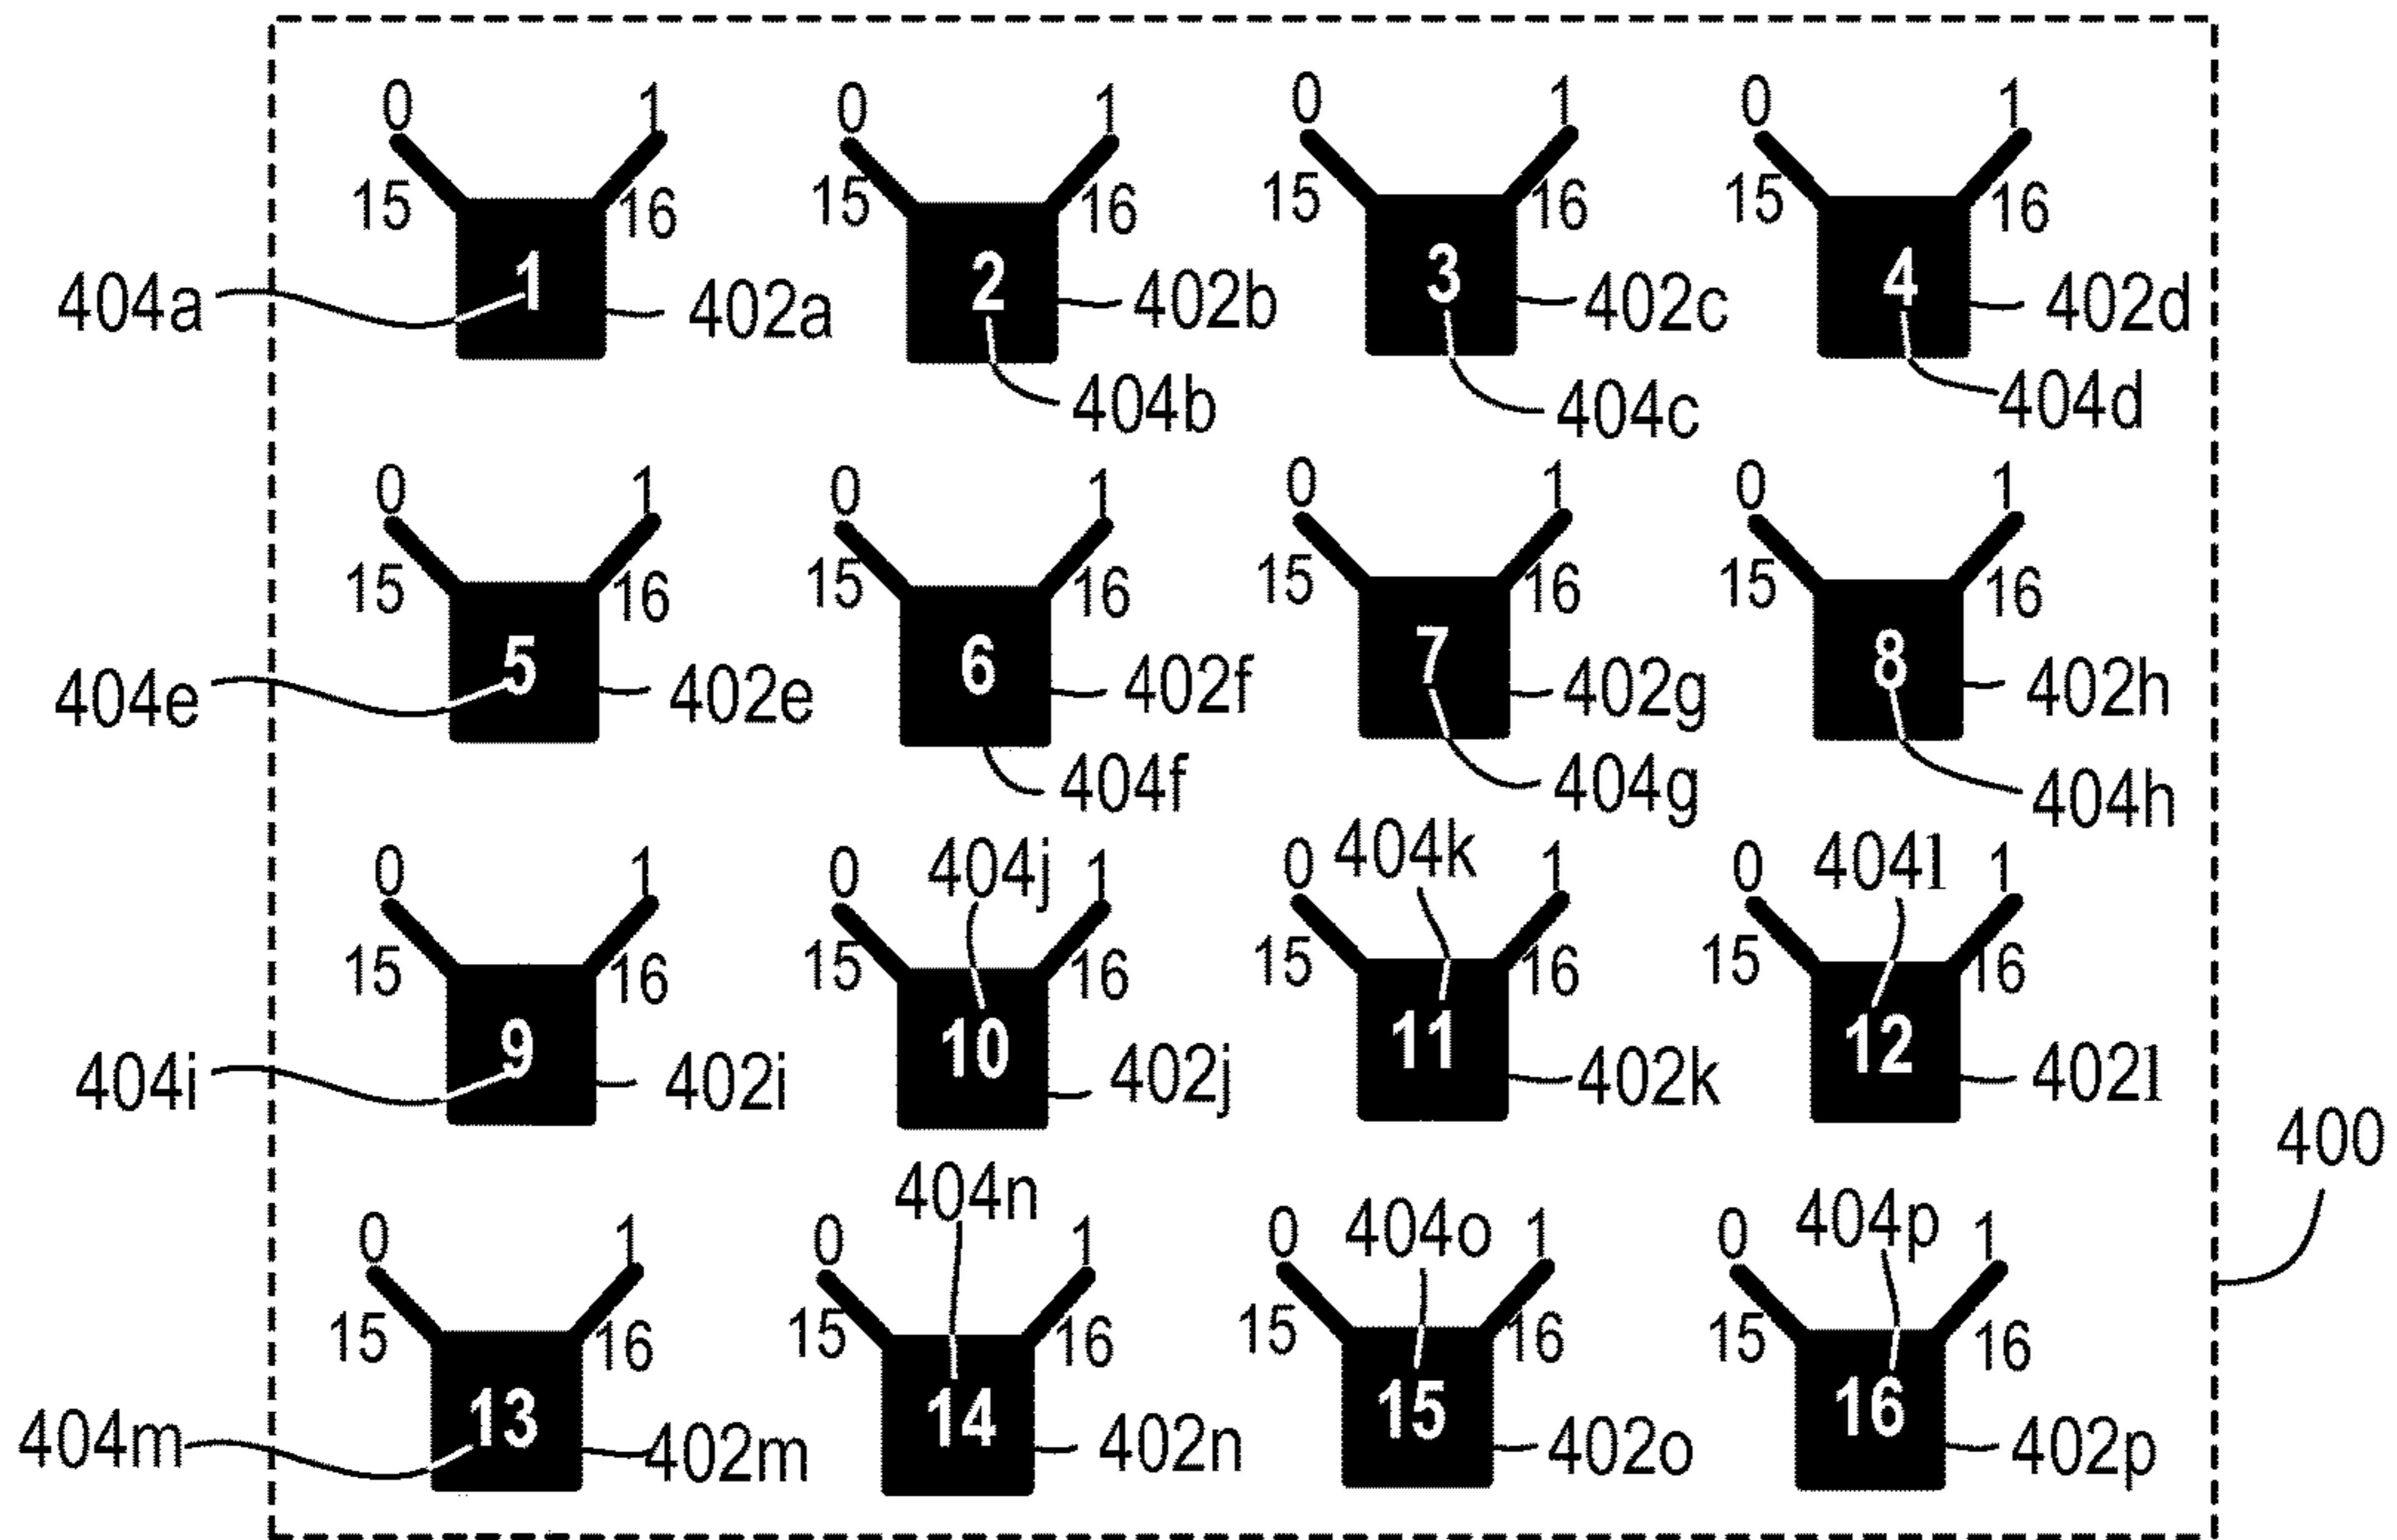 0 1 0 1 0 1 0 1
15 16 15 16 15 16 15 16
404a 1 402a 2 402b 3 402c 4 402d
404b 404c 404d
0 1 0 1 0 1 0 1
15 16 15 16 15 16 15 16
404e 5 402e 6 402f 7 402g 8 402h
404f 404g 404h
0 1 0 404j 1 0 404k 1 0 404l 1
15 16 15 16 15 16 15 16
404i 9 402i 10 402j 11 402k 12 402l
400
404n
0 1 0 1 0 404o 1 0 404p 1
15 16 15 16 15 16 15 16
404m 13 402m 14 402n 15 402o 16 402p